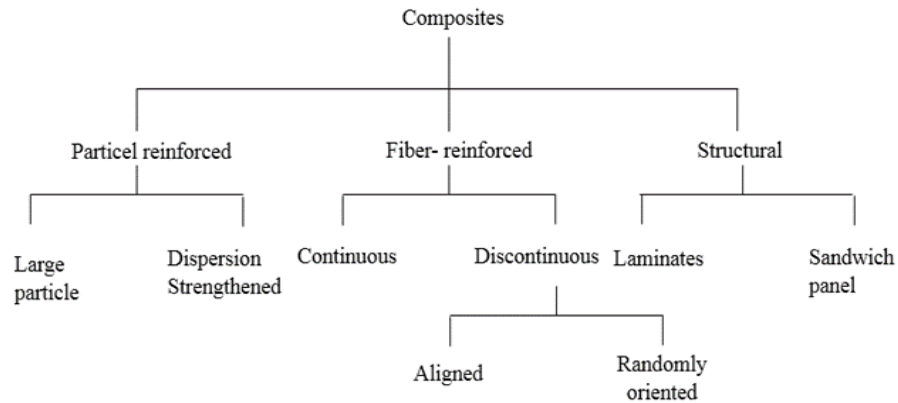 Composites
Particel reinforced
Fiber- reinforced
Structural
Large
particle
Dispersion
Strengthened
Continuous
Discontinuous
Laminates
Sandwich
panel
Aligned
Randomly
oriented